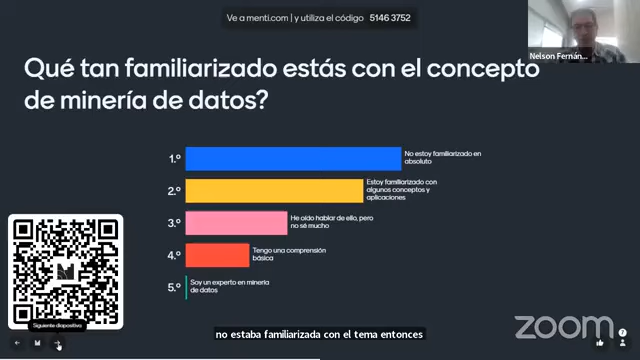 Ve a menti.com | y utiliza el código 5146 3752
Nelson Fernán...
Qué tan familiarizado estás con el concepto
de minería de datos?
1.º
No estoy familiarizado en
absoluto
2.º
Estoy familiarizado con
algunos conceptos y
aplicaciones
3.º
He oído hablar de ello, pero
no sé mucho
4.º
Tengo una comprensión
básica
5.º
Soy un experto en minería
de datos
Siguiente diapositiva
no estaba familiarizada con el tema entonces
zoom
7